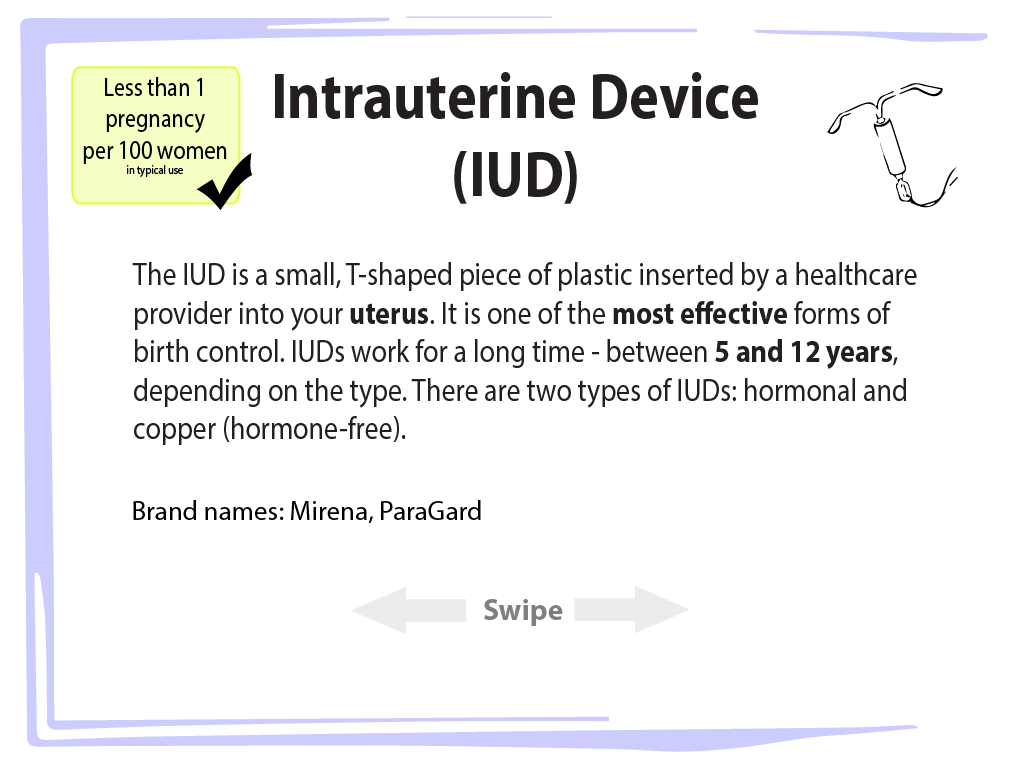 Less than 1
pregnancy
per 100 women
in typical use
Intrauterine Device
(IUD)
The IUD is a small, T-shaped piece of plastic inserted by a healthcare
provider into your uterus. It is one of the most effective forms of
birth control. IUDs work for a long time - between 5 and 12 years,
depending on the type. There are two types of IUDs: hormonal and
copper (hormone-free).
Brand names: Mirena, ParaGard
Swipe